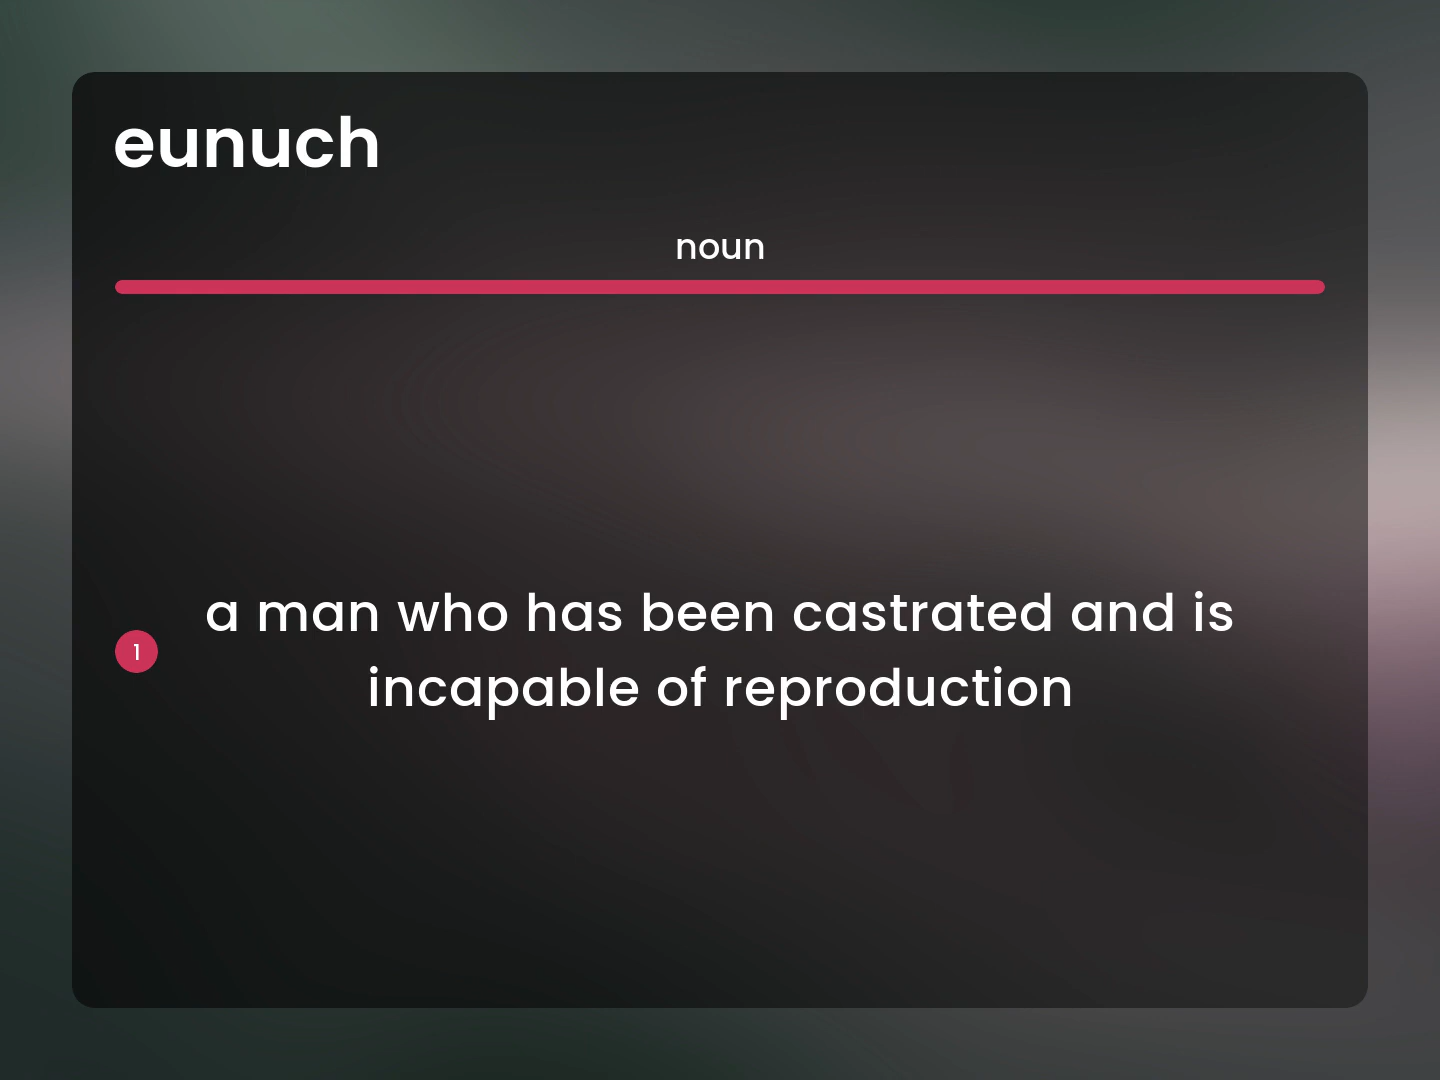 eunuch
noun
1
a man who has been castrated and is
incapable of reproduction